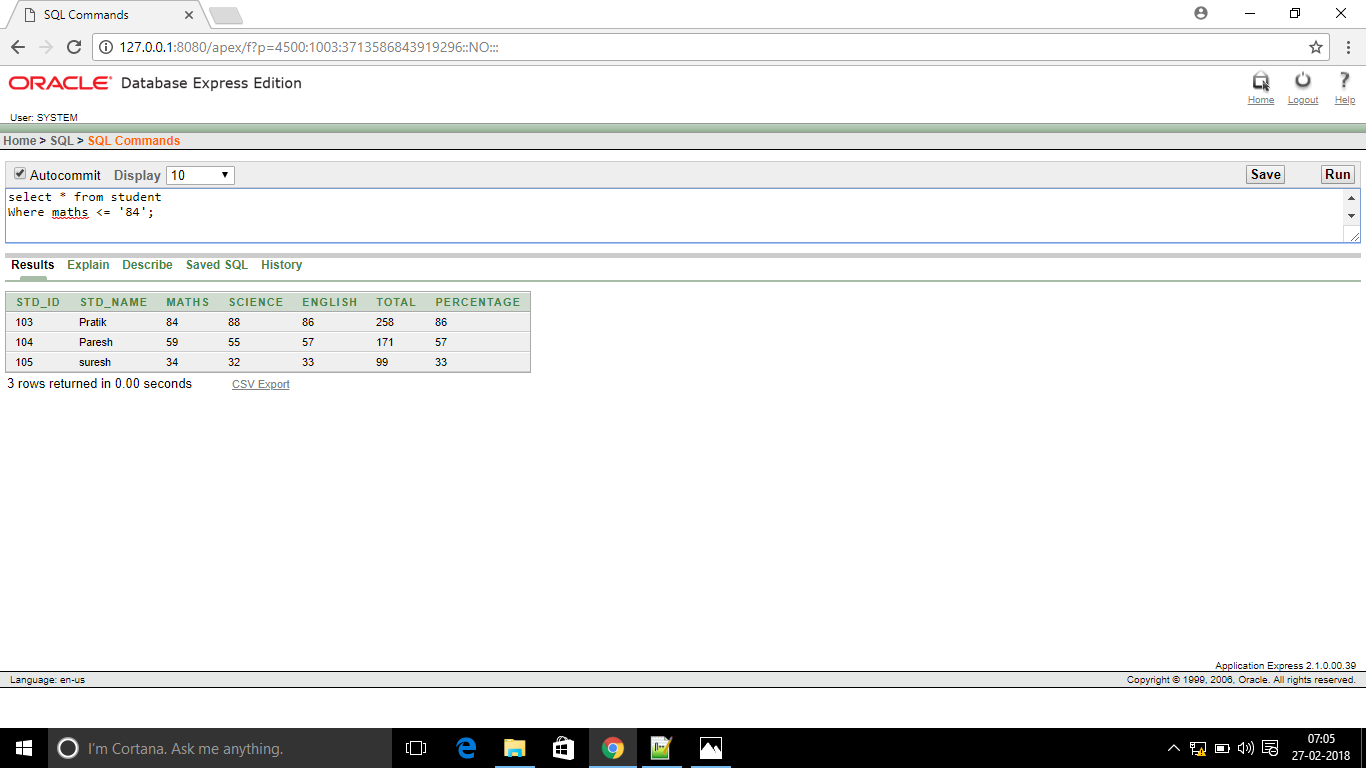 SQL Commands
127.0.0.1:8080/apex/f?p=4500:1003:3713586843919296::NO:::
ORACLE Database Express Edition
Home Logout Help
User: SYSTEM
Home > SQL > SQL Commands
Autocommit Display 10 Save Run
select * from student
Where maths <= '84';
Results Explain Describe Saved SQL History
STD_ID STD_NAME MATHS SCIENCE ENGLISH TOTAL PERCENTAGE
103 Pratik 84 88 86 258 86
104 Paresh 59 55 57 171 57
105 suresh 34 32 33 99 33
3 rows returned in 0.00 seconds CSV Export
Application Express 2.1.0.00.39
Language: en-us Copyright © 1999, 2006, Oracle. All rights reserved.
I'm Cortana. Ask me anything.
07:05
27-02-2018